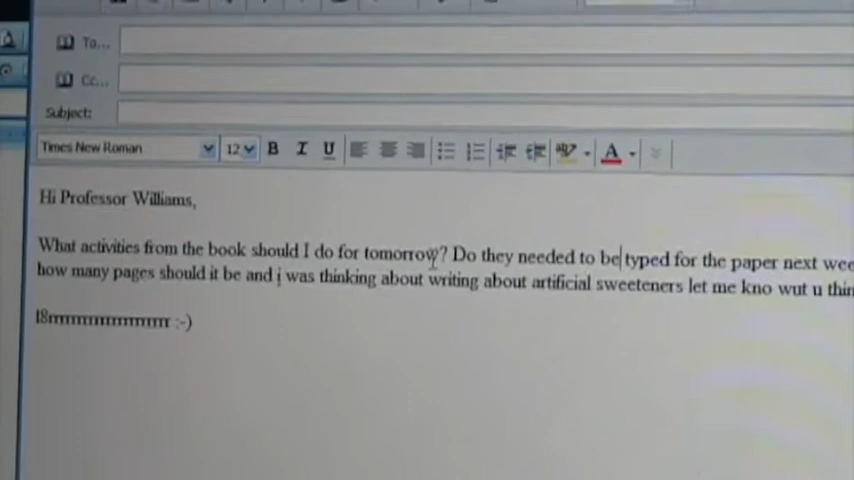 To...
Cc...
Subject:
Times New Roman 12 B I U A
Hi Professor Williams,
What activities from the book should I do for tomorrow? Do they needed to be typed for the paper next
how many pages should it be and i was thinking about writing about artificial sweeteners let me kno wut u
l8rrrrrrrrrrrrrrrrrrrr :-)